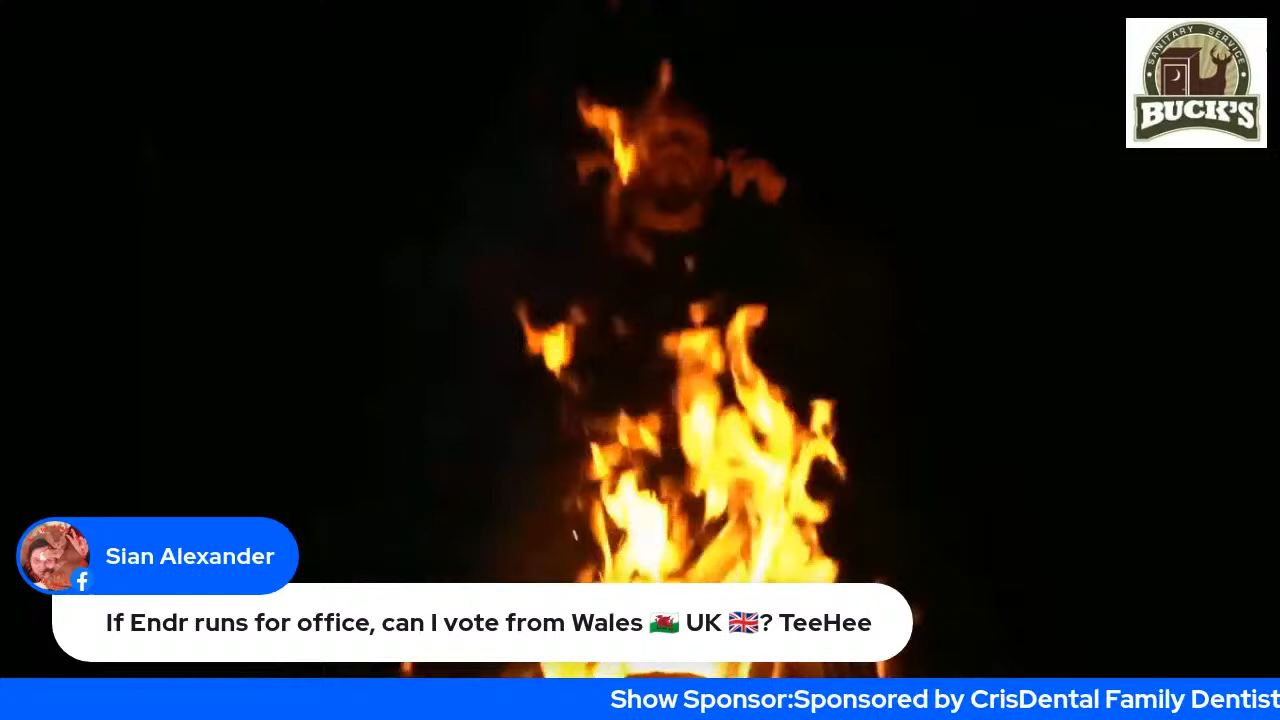 SANITARY SERVICE
BUCK'S
Sian Alexander
If Endr runs for office, can I vote from Wales 🏴󠁧󠁢󠁷󠁬󠁳󠁿 UK 🇬🇧? TeeHee
Show Sponsor:Sponsored by CrisDental Family Dentist